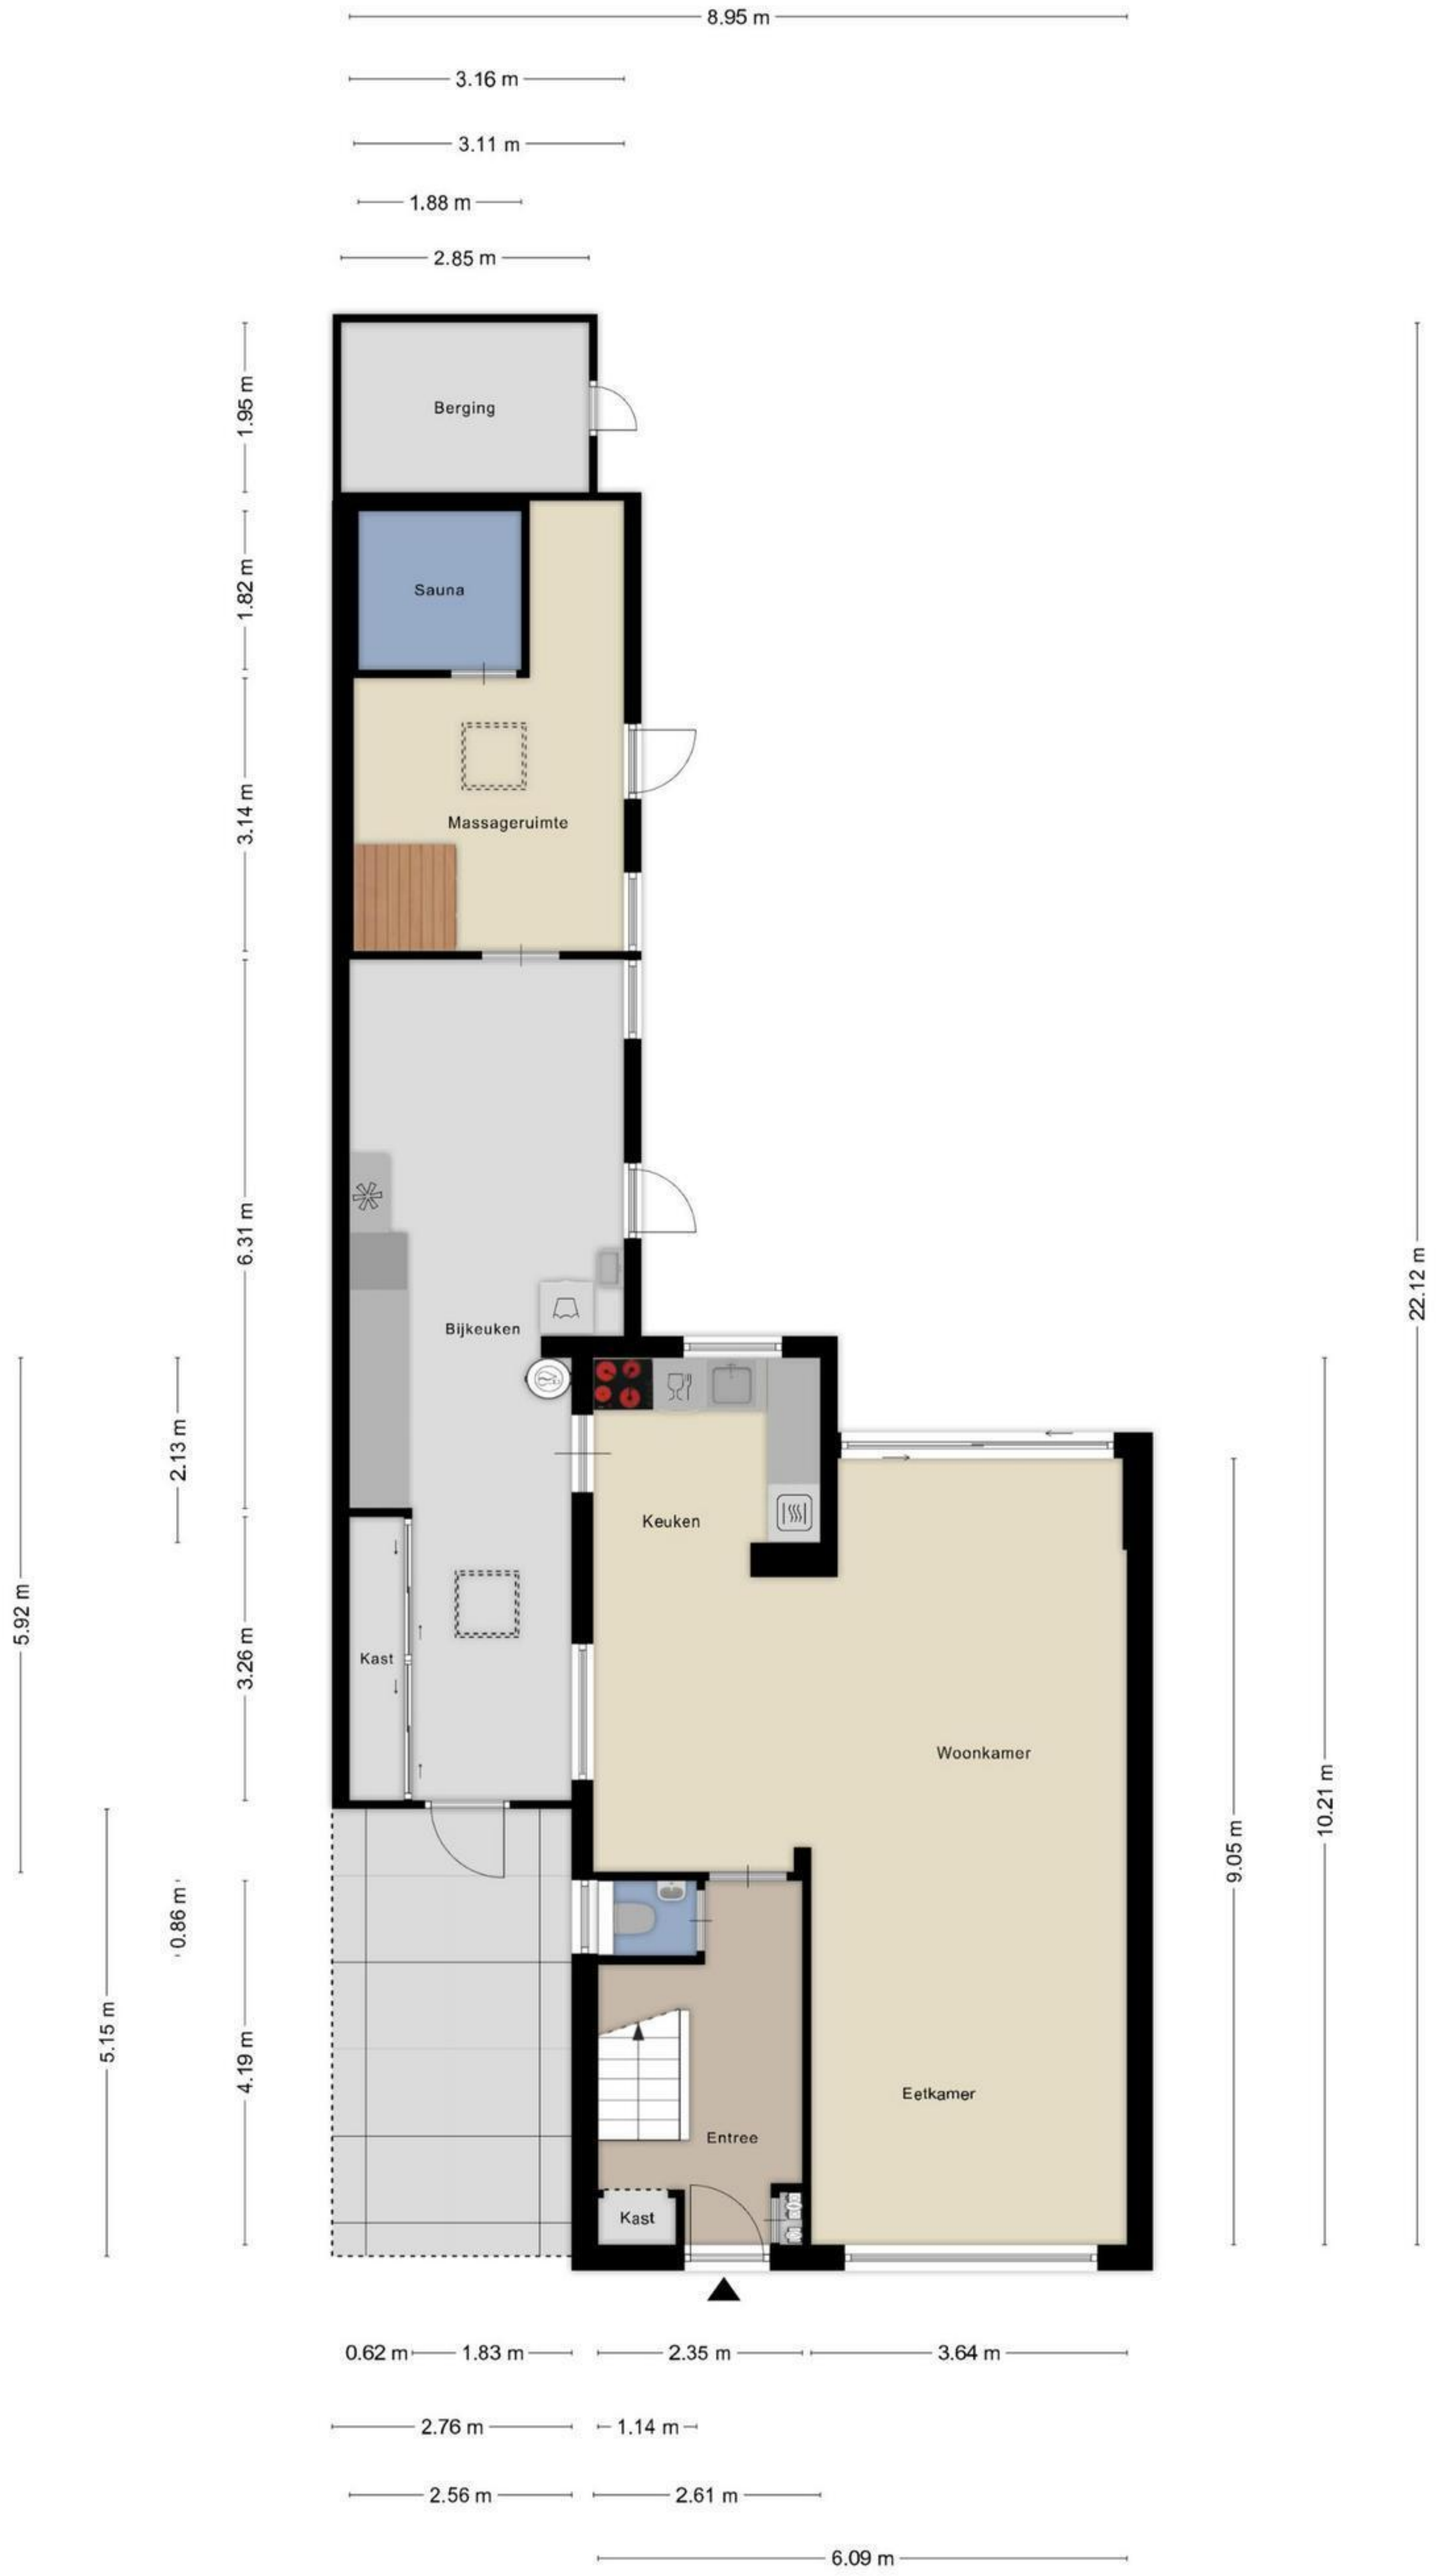 8.95 m
3.16 m
3.11 m
1.88 m
2.85 m
1.95 m
Berging
1.82 m
Sauna
3.14 m
Massageruimte
6.31 m
22.12 m
Bijkeuken
2.13 m
Keuken
5.92 m
3.26 m
Kast
Woonkamer
10.21 m
9.05 m
0.86 m
5.15 m
4.19 m
Eetkamer
Entree
Kast
0.62 m 1.83 m 2.35 m 3.64 m
2.76 m 1.14 m
2.56 m 2.61 m
6.09 m